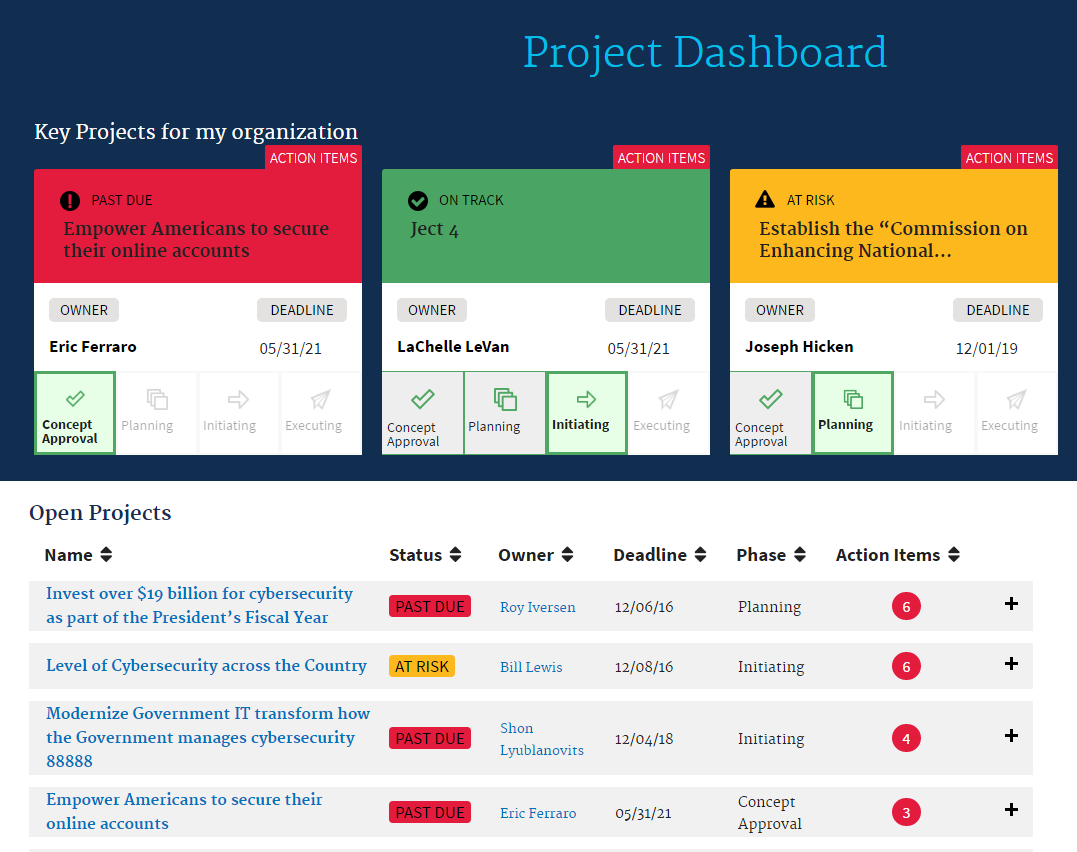 Project Dashboard
Key Projects for my organization
ACTION ITEMS
PAST DUE
Empower Americans to secure
their online accounts
OWNER DEADLINE
Eric Ferraro 05/31/21
Concept
Approval
Planning
Initiating
Executing
ACTION ITEMS
ON TRACK
Ject 4
OWNER DEADLINE
LaChelle LeVan 05/31/21
Concept
Approval
Planning
Initiating
Executing
ACTION ITEMS
AT RISK
Establish the “Commission on
Enhancing National...
OWNER DEADLINE
Joseph Hicken 12/01/19
Concept
Approval
Planning
Initiating
Executing
Open Projects
Name Status Owner Deadline Phase Action Items
Invest over $19 billion for cybersecurity
as part of the President’s Fiscal Year
PAST DUE Roy Iversen 12/06/16 Planning 6 +
Level of Cybersecurity across the Country AT RISK Bill Lewis 12/08/16 Initiating 6 +
Modernize Government IT transform how
the Government manages cybersecurity
88888
PAST DUE
Shon
Lyublanovits
12/04/18 Initiating 4 +
Empower Americans to secure their
online accounts
PAST DUE Eric Ferraro 05/31/21
Concept
Approval
3 +